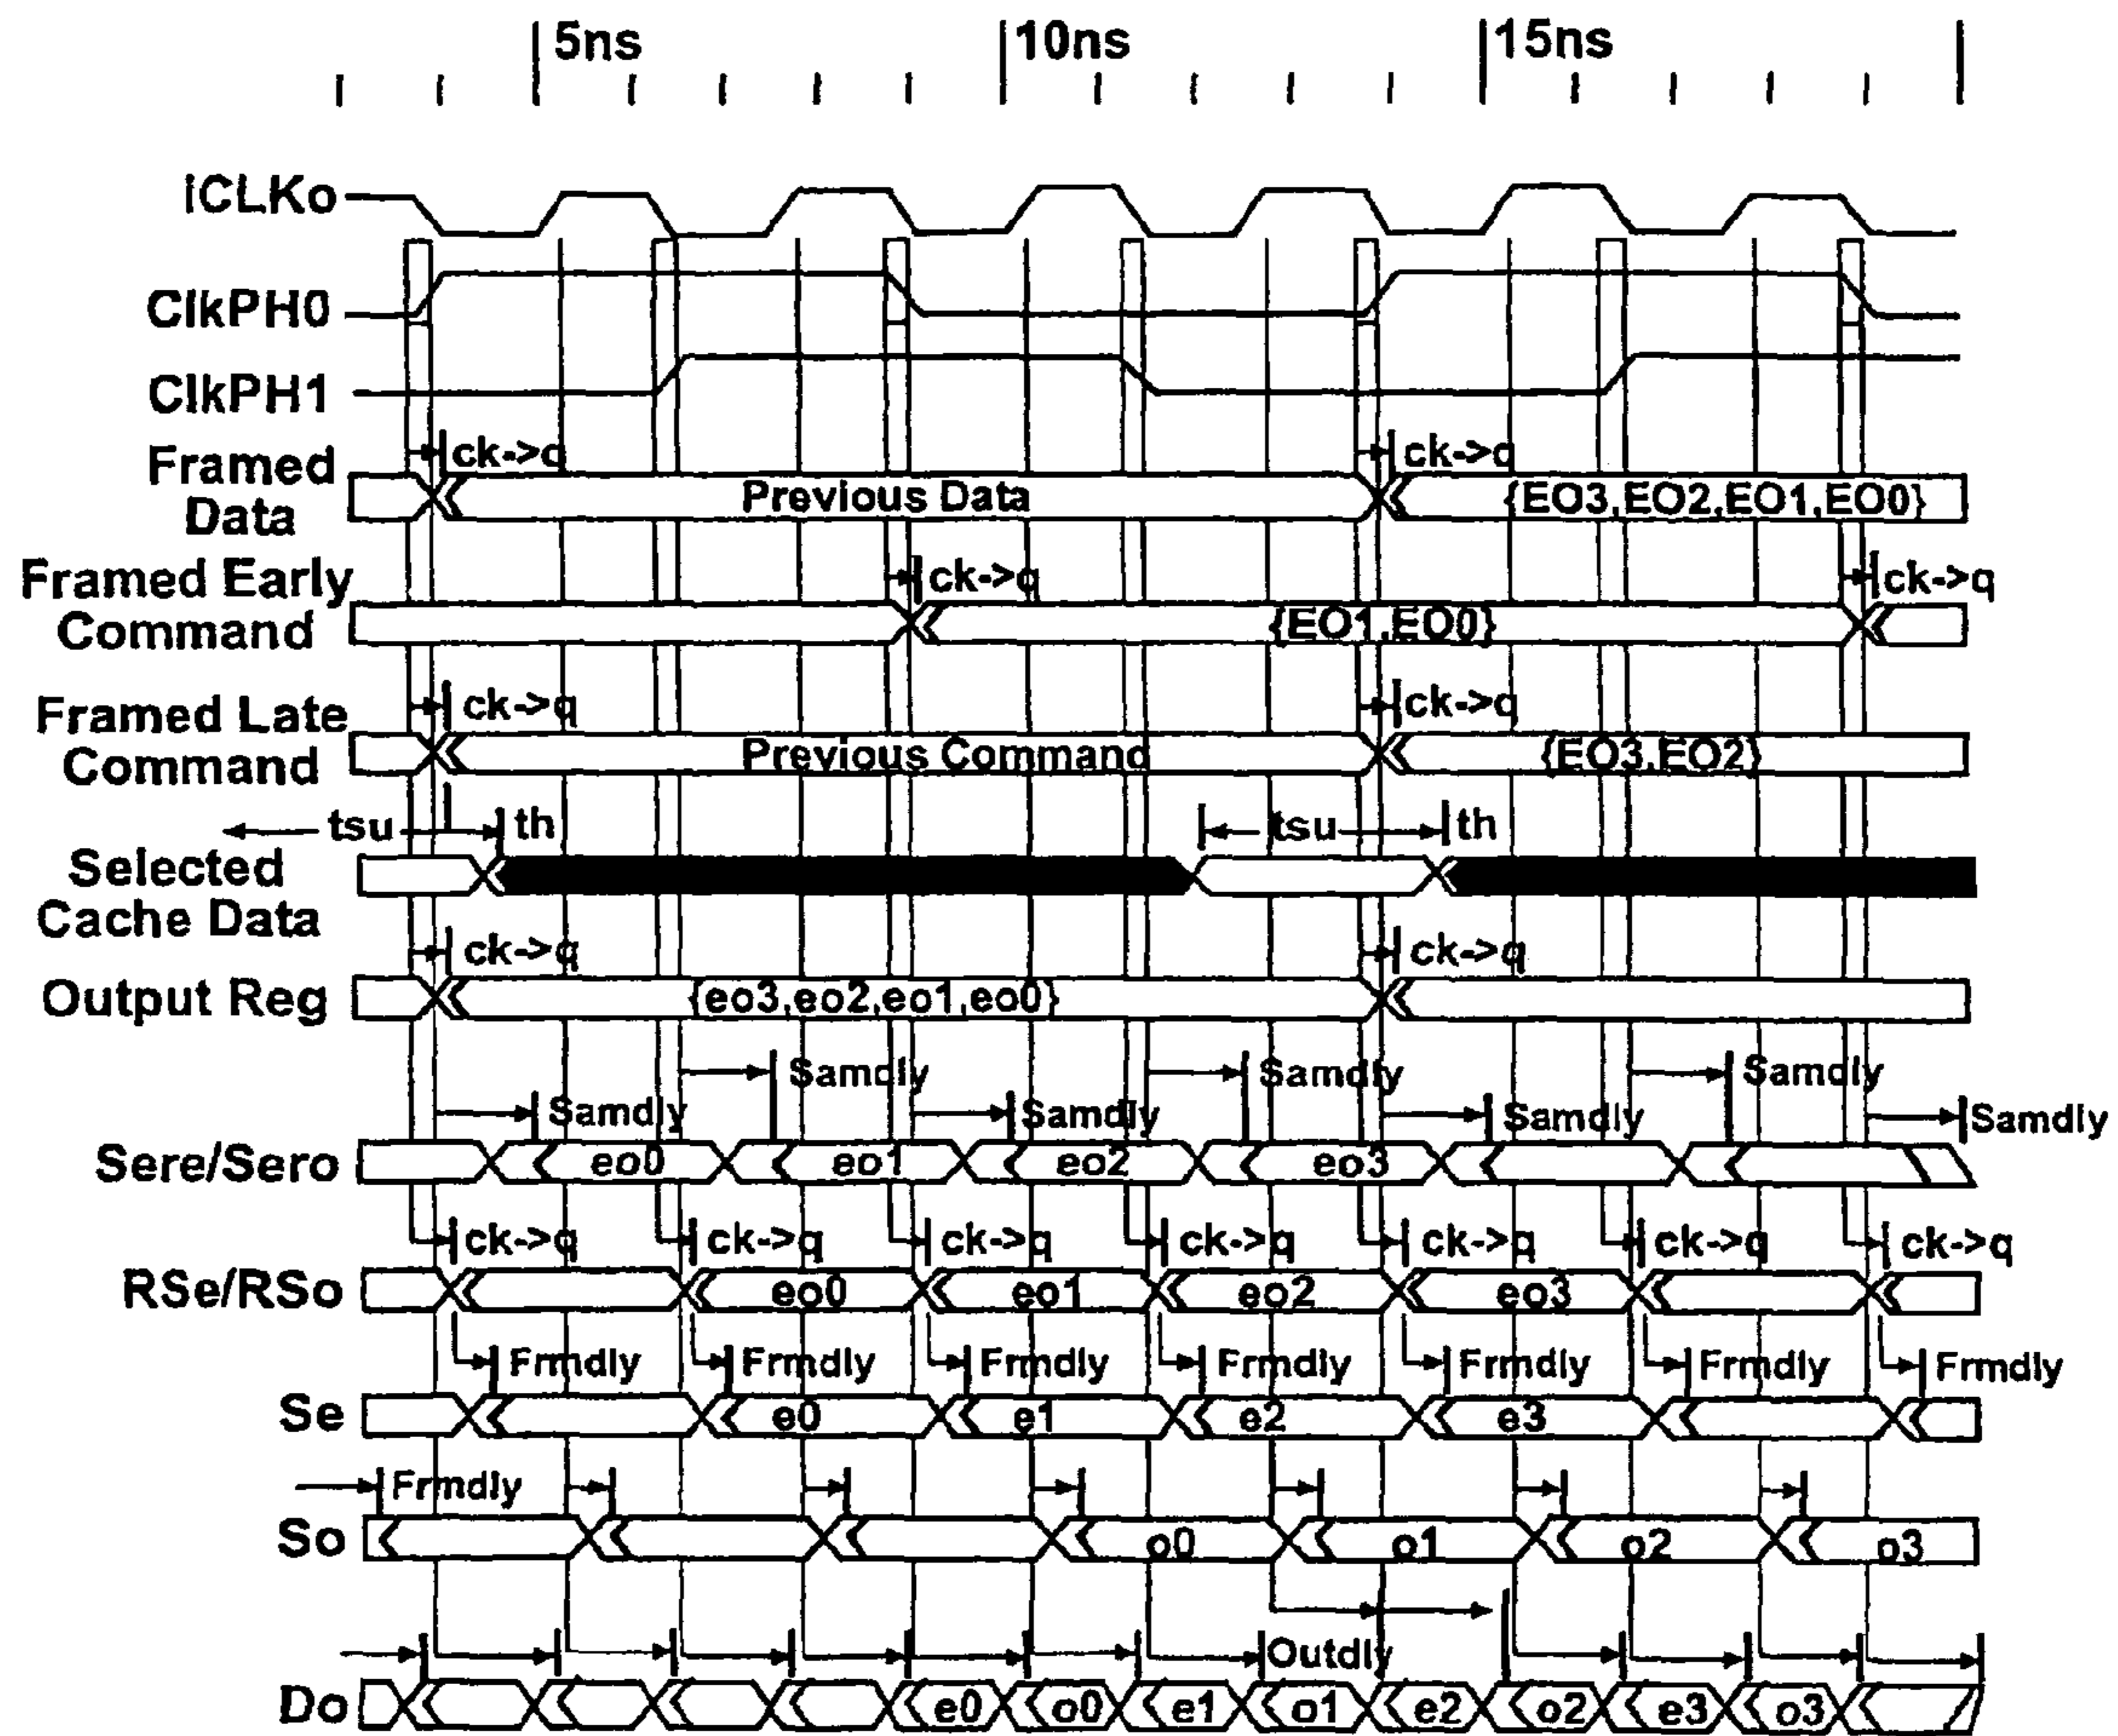 5ns 10ns 15ns
iCLKo
ClkPH0
ClkPH1
ck->q ck->q
Framed Data Previous Data {EO3,EO2,EO1,EO0}
ck->q ck->q
Framed Early Command {EO1,EO0}
ck->q ck->q
Framed Late Command Previous Command {EO3,EO2}
tsu th tsu th
Selected Cache Data
ck->q ck->q
Output Reg {eo3,eo2,eo1,eo0}
Samdly Samdly Samdly
Samdly Samdly Samdly Samdly
Sere/Sero eo0 eo1 eo2 eo3
ck->q ck->q ck->q ck->q ck->q ck->q ck->q
RSe/RSo eo0 eo1 eo2 eo3
Frmdly Frmdly Frmdly Frmdly Frmdly Frmdly Frmdly
Se e0 e1 e2 e3
Frmdly
So o0 o1 o2 o3
Outdly
Do e0 o0 e1 o1 e2 o2 e3 o3